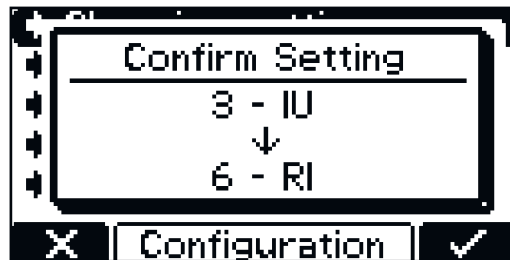 Confirm Setting
3 - IU
↓
6 - RI
Configuration